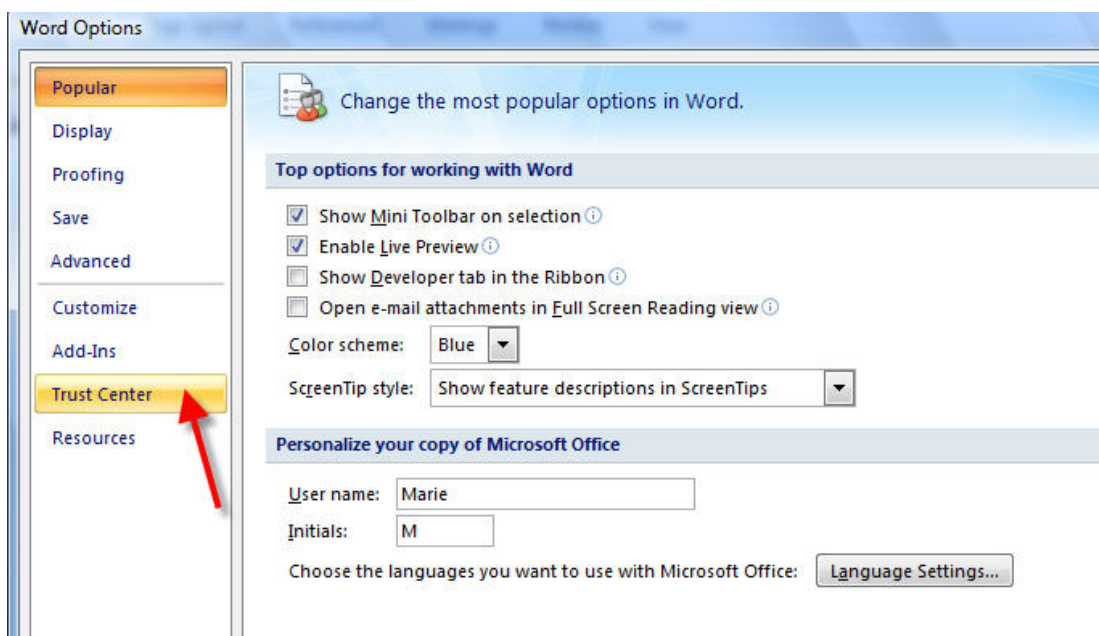 Word Options
Popular
Display
Proofing
Save
Advanced
Customize
Add-Ins
Trust Center
Resources
Change the most popular options in Word.
Top options for working with Word
Show Mini Toolbar on selection
Enable Live Preview
Show Developer tab in the Ribbon
Open e-mail attachments in Full Screen Reading view
Color scheme: Blue
ScreenTip style: Show feature descriptions in ScreenTips
Personalize your copy of Microsoft Office
User name: Marie
Initials: M
Choose the languages you want to use with Microsoft Office: Language Settings...